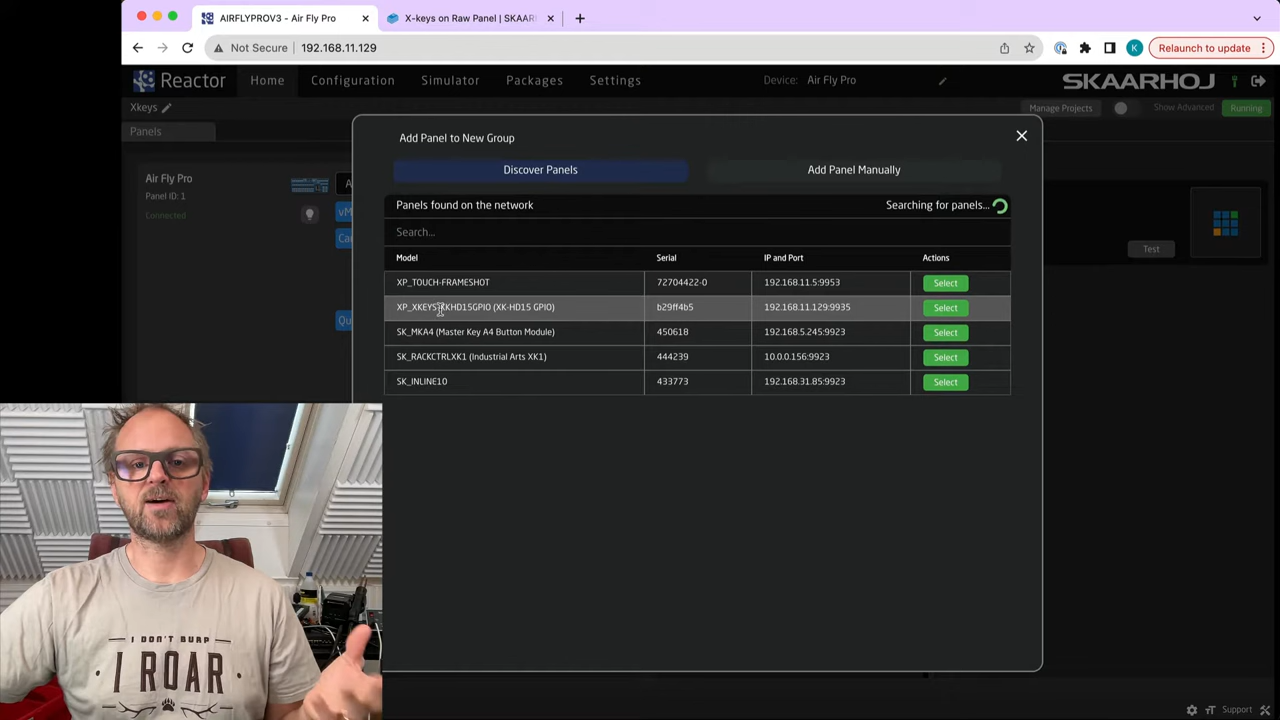 AIRFLYPROV3 - Air Fly Pro
X-keys on Raw Panel | SKAAR
Not Secure 192.168.11.129
K
Relaunch to update
Reactor Home Configuration Simulator Packages Settings Device: Air Fly Pro SKAARHOJ
Xkeys Manage Projects Show Advanced Running
Panels
Add Panel to New Group
Discover Panels Add Panel Manually
Air Fly Pro
Panel ID: 1
Connected
Panels found on the network Searching for panels...
Search...
Model Serial IP and Port Actions
XP_TOUCH-FRAMESHOT 72704422-0 192.168.11.5:9953 Select
XP_XKEYS-XKHD15GPIO (XK-HD15 GPIO) b29ff4b5 192.168.11.129:9935 Select
SK_MKA4 (Master Key A4 Button Module) 450618 192.168.5.245:9923 Select
SK_RACKCTRLXK1 (Industrial Arts XK1) 444239 10.0.0.156:9923 Select
SK_INLINE10 433773 192.168.31.85:9923 Select
Test
I DON'T BURP
I ROAR
Support